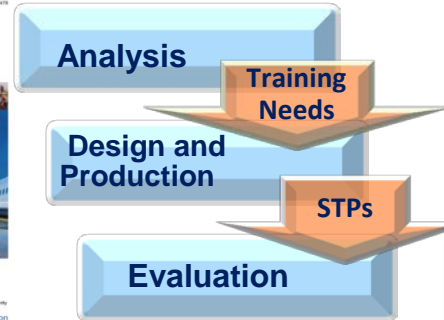 Analysis
Training
Needs
Design and
Production
STPs
Evaluation